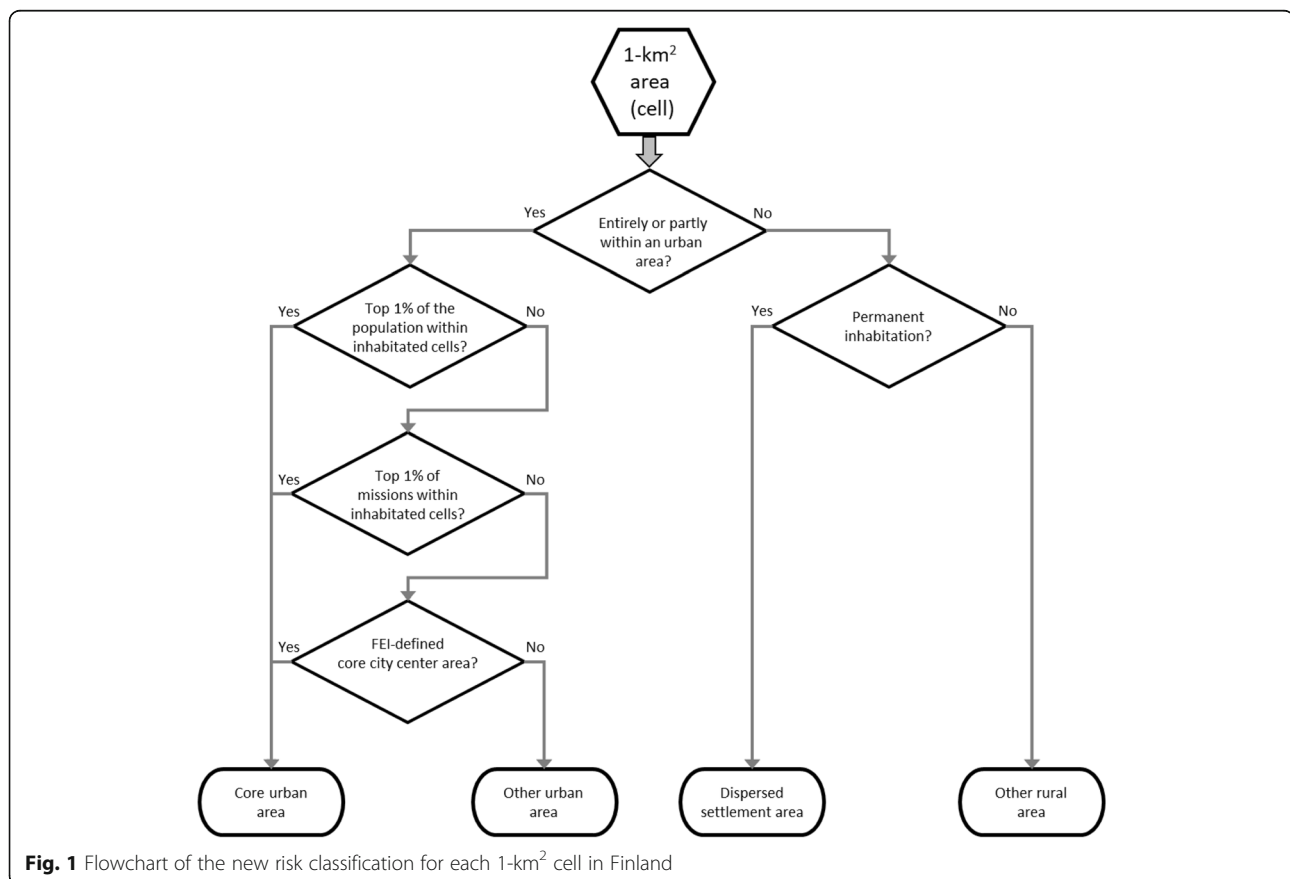 1-km²
area
(cell)
Yes
Entirely or partly
within an urban
area?
No
Yes
Top 1% of the
population within
inhabitated cells?
No
Yes
Permanent
inhabitation?
No
Yes
Top 1% of
missions within
inhabitated cells?
No
Yes
FEI-defined
core city center area?
No
Core urban
area
Other urban
area
Dispersed
settlement area
Other rural
area
Fig. 1 Flowchart of the new risk classification for each 1-km² cell in Finland